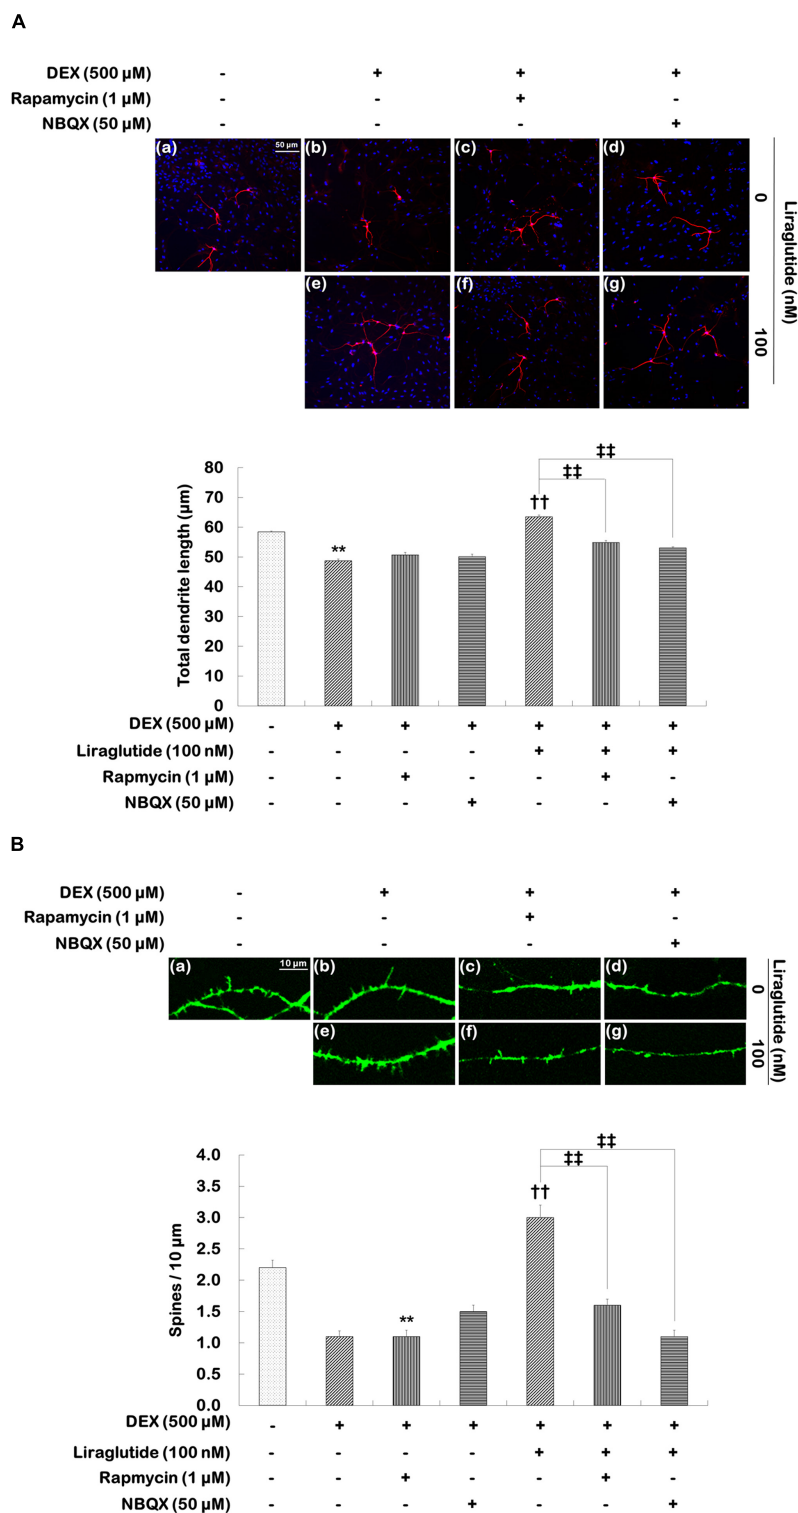 A
DEX (500 µM) - + + +
Rapamycin (1 µM) - - + -
NBQX (50 µM) - - - +
(a) 50 µm (b) (c) (d)
0
(e) (f) (g)
100
Liraglutide (nM)
Total dendrite length (µm)
80
70
60
50
40
30
20
10
0
** †† ‡‡ ‡‡
DEX (500 µM) - + + + + + +
Liraglutide (100 nM) - - - - + + +
Rapmycin (1 µM) - - + - - + -
NBQX (50 µM) - - - + - - +
B
DEX (500 µM) - + + +
Rapamycin (1 µM) - - + -
NBQX (50 µM) - - - +
(a) 10 µm (b) (c) (d)
0
(e) (f) (g)
100
Liraglutide (nM)
Spines / 10 µm
4.0
3.5
3.0
2.5
2.0
1.5
1.0
0.5
0.0
** †† ‡‡ ‡‡
DEX (500 µM) - + + + + + +
Liraglutide (100 nM) - - - - + + +
Rapmycin (1 µM) - - + - - + -
NBQX (50 µM) - - - + - - +